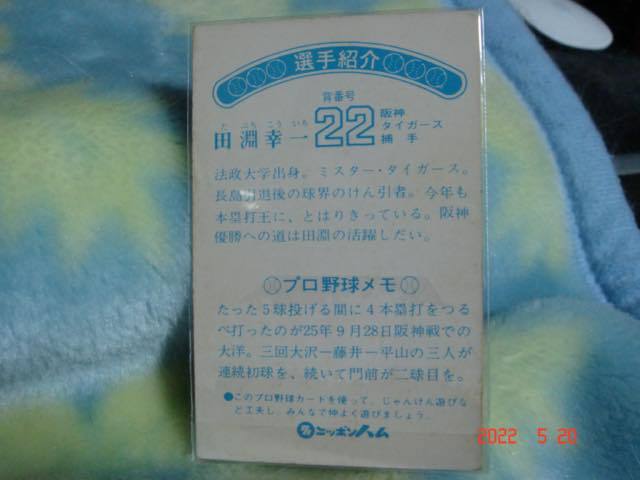 選手紹介
背番号
た ぶち こう いち
田淵幸一 22 阪神
タイガース
捕手
法政大学出身。ミスター・タイガース。
長島引退後の球界のけん引者。今年も
本塁打王に、とはりきっている。阪神
優勝への道は田淵の活躍しだい。
プロ野球メモ
たった5球投げる間に4本塁打をつる
べ打ったのが25年9月28日阪神戦での
大洋。三回大沢一藤井一平山の三人が
連続初球を、続いて門前が二球目を。
●このプロ野球カードを使って、じゃんけん遊びな
ど工夫し、みんなで仲よく遊びましょう。
ニッポンハム
2022 5 20